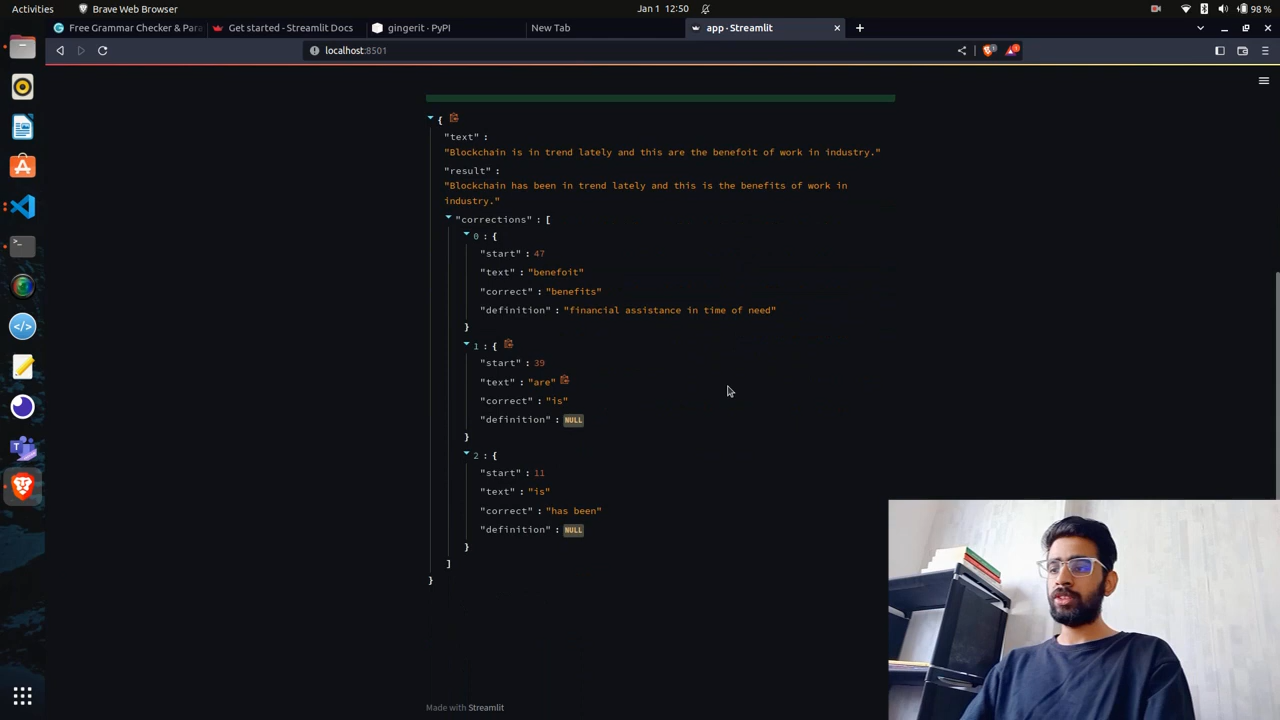 Activities
Brave Web Browser
Jan 1 12:50
98 %
Free Grammar Checker & Para
Get started - Streamlit Docs
gingerit · PyPI
New Tab
app · Streamlit
localhost:8501
{
"text" :
"Blockchain is in trend lately and this are the benefoit of work in industry."
"result" :
"Blockchain has been in trend lately and this is the benefits of work in
industry."
"corrections" : [
0 : {
"start" : 47
"text" : "benefoit"
"correct" : "benefits"
"definition" : "financial assistance in time of need"
}
1 : {
"start" : 39
"text" : "are"
"correct" : "is"
"definition" : NULL
}
2 : {
"start" : 11
"text" : "is"
"correct" : "has been"
"definition" : NULL
}
]
}
Made with Streamlit